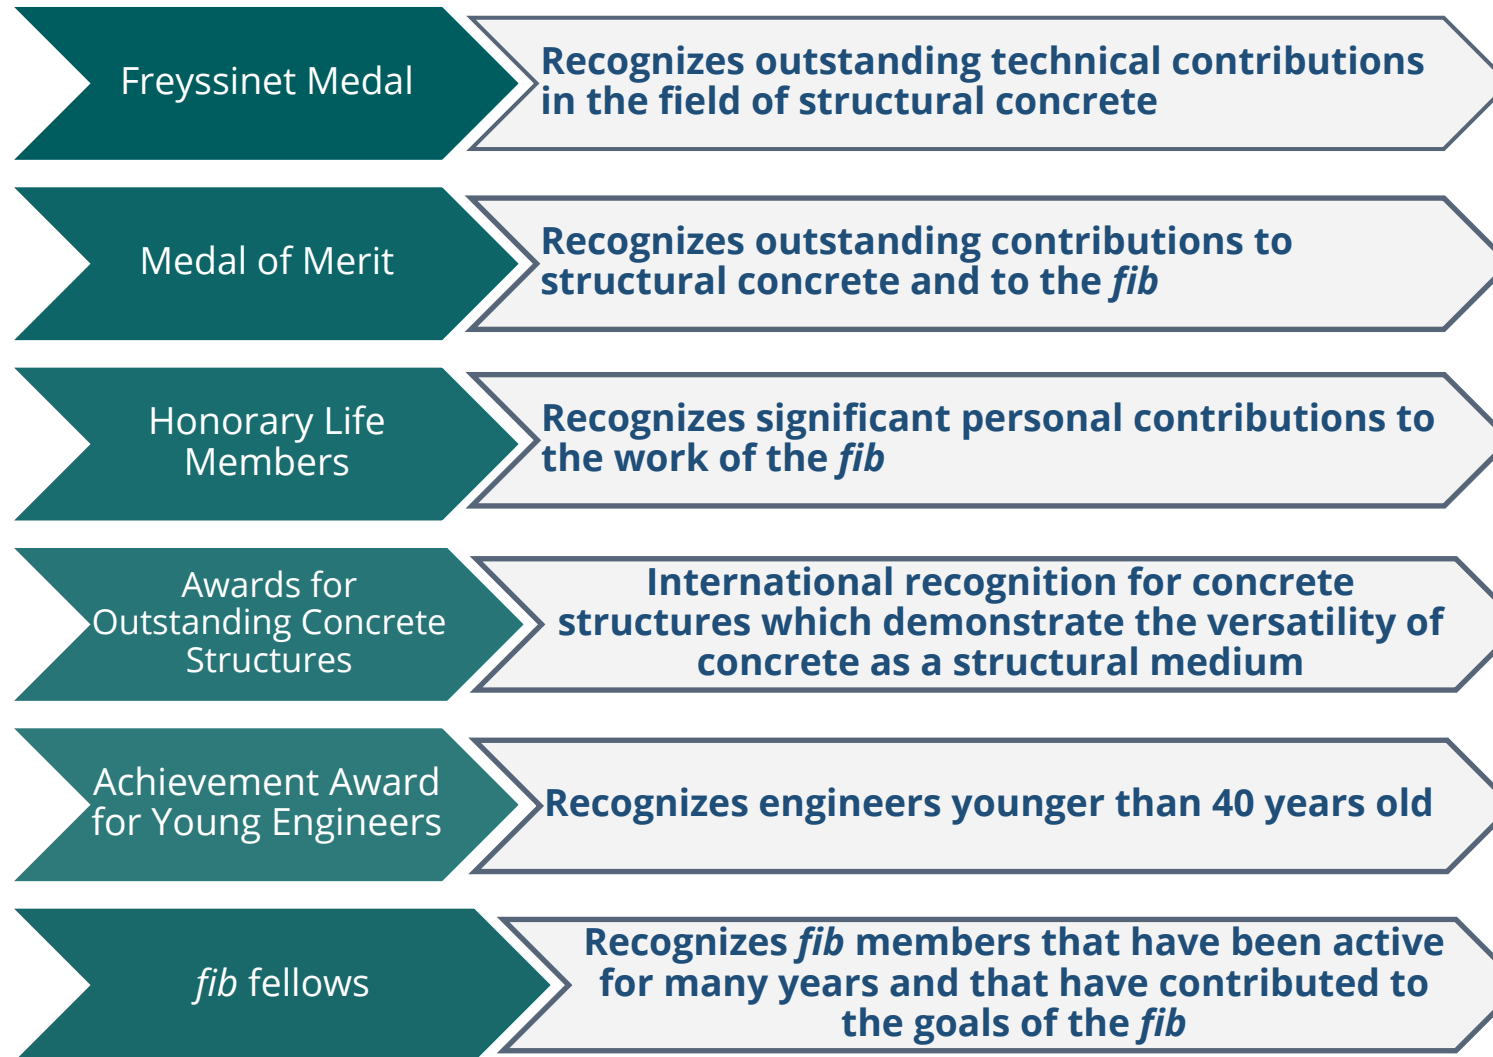 Freyssinet Medal
Recognizes outstanding technical contributions
in the field of structural concrete
Medal of Merit
Recognizes outstanding contributions to
structural concrete and to the fib
Honorary Life
Members
Recognizes significant personal contributions to
the work of the fib
Awards for
Outstanding Concrete
Structures
International recognition for concrete
structures which demonstrate the versatility of
concrete as a structural medium
Achievement Award
for Young Engineers
Recognizes engineers younger than 40 years old
fib fellows
Recognizes fib members that have been active
for many years and that have contributed to
the goals of the fib